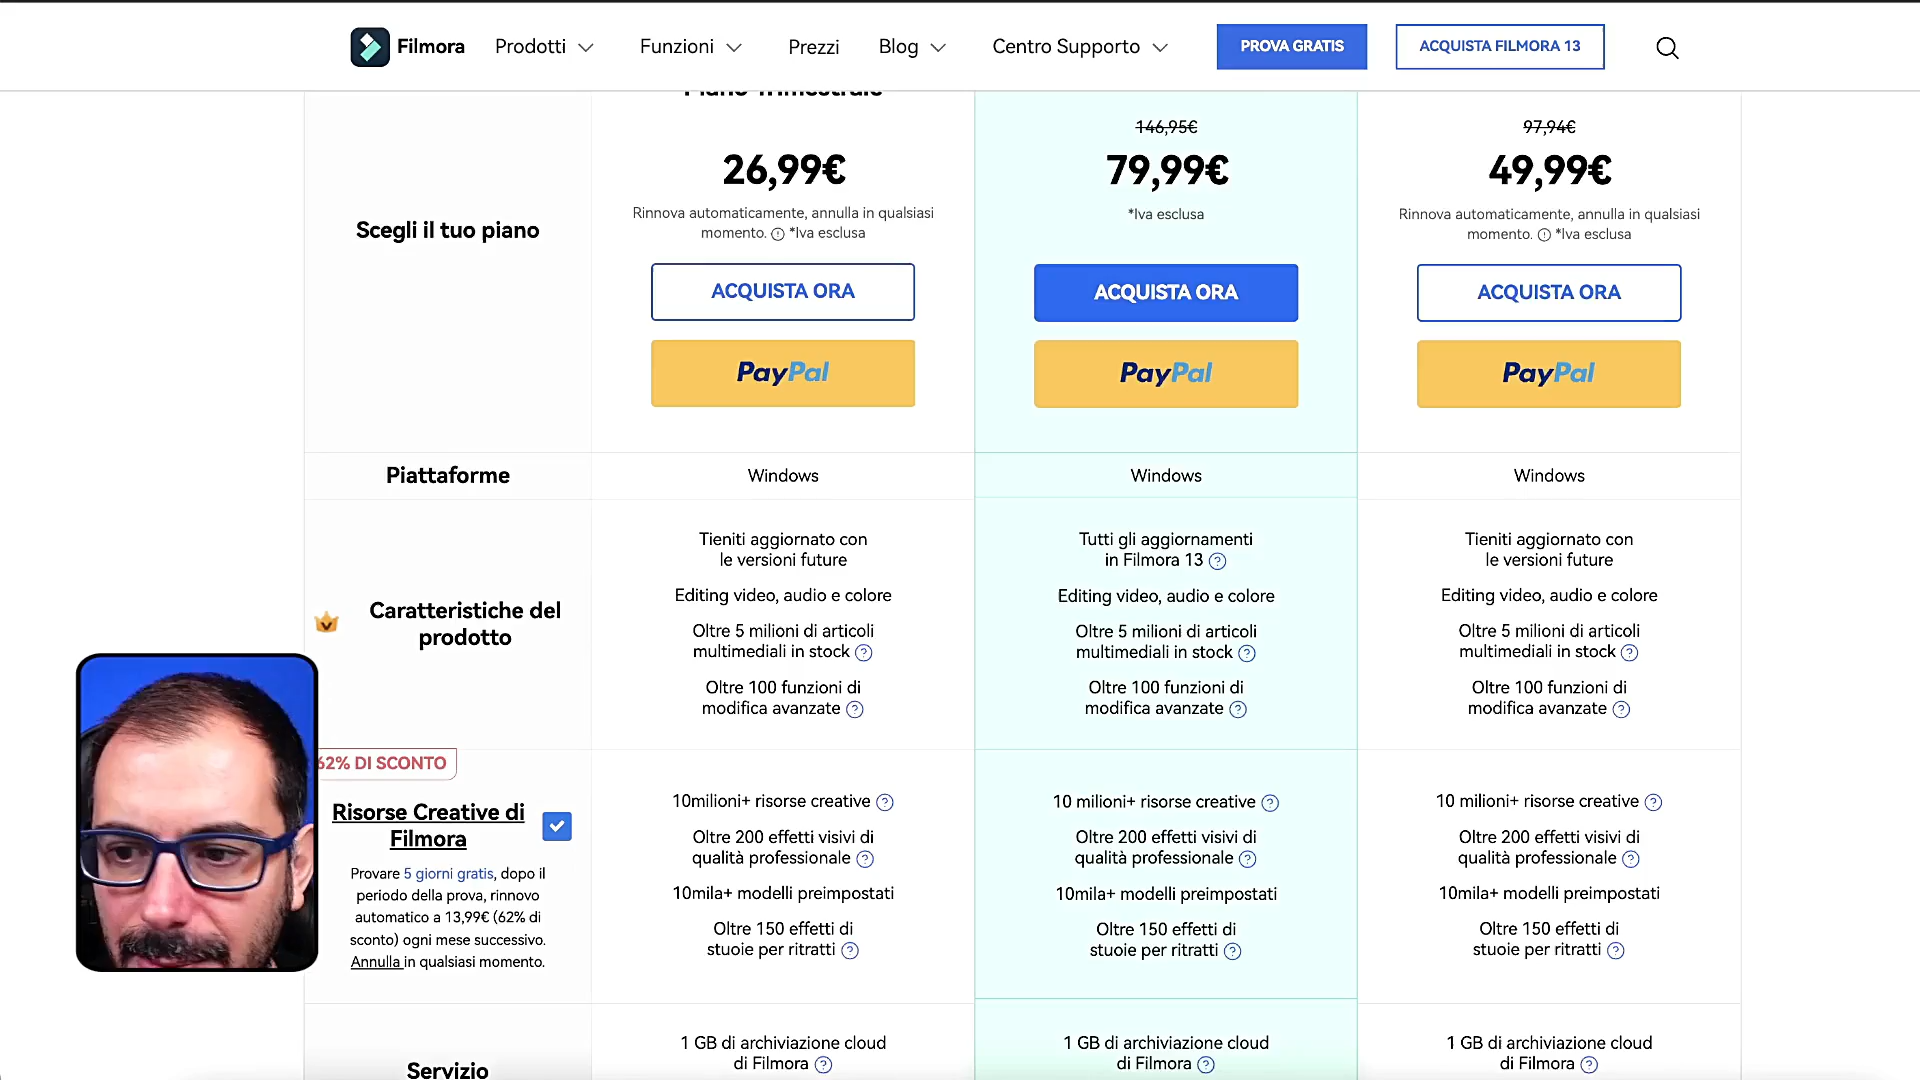 Filmora
Prodotti
Funzioni
Prezzi
Blog
Centro Supporto
PROVA GRATIS
ACQUISTA FILMORA 13
Piano Trimestrale
Scegli il tuo piano
26,99€
Rinnova automaticamente, annulla in qualsiasi
momento. *Iva esclusa
ACQUISTA ORA
PayPal
146,95€
79,99€
*Iva esclusa
ACQUISTA ORA
PayPal
97,94€
49,99€
Rinnova automaticamente, annulla in qualsiasi
momento. *Iva esclusa
ACQUISTA ORA
PayPal
Piattaforme
Windows
Windows
Windows
Caratteristiche del
prodotto
Tieniti aggiornato con
le versioni future
Editing video, audio e colore
Oltre 5 milioni di articoli
multimediali in stock
Oltre 100 funzioni di
modifica avanzate
Tutti gli aggiornamenti
in Filmora 13
Editing video, audio e colore
Oltre 5 milioni di articoli
multimediali in stock
Oltre 100 funzioni di
modifica avanzate
Tieniti aggiornato con
le versioni future
Editing video, audio e colore
Oltre 5 milioni di articoli
multimediali in stock
Oltre 100 funzioni di
modifica avanzate
62% DI SCONTO
Risorse Creative di
Filmora
Provare 5 giorni gratis, dopo il
periodo della prova, rinnovo
automatico a 13,99€ (62% di
sconto) ogni mese successivo.
Annulla in qualsiasi momento.
10milioni+ risorse creative
Oltre 200 effetti visivi di
qualità professionale
10mila+ modelli preimpostati
Oltre 150 effetti di
stuoie per ritratti
10 milioni+ risorse creative
Oltre 200 effetti visivi di
qualità professionale
10mila+ modelli preimpostati
Oltre 150 effetti di
stuoie per ritratti
10 milioni+ risorse creative
Oltre 200 effetti visivi di
qualità professionale
10mila+ modelli preimpostati
Oltre 150 effetti di
stuoie per ritratti
Servizio
1 GB di archiviazione cloud
di Filmora
1 GB di archiviazione cloud
di Filmora
1 GB di archiviazione cloud
di Filmora